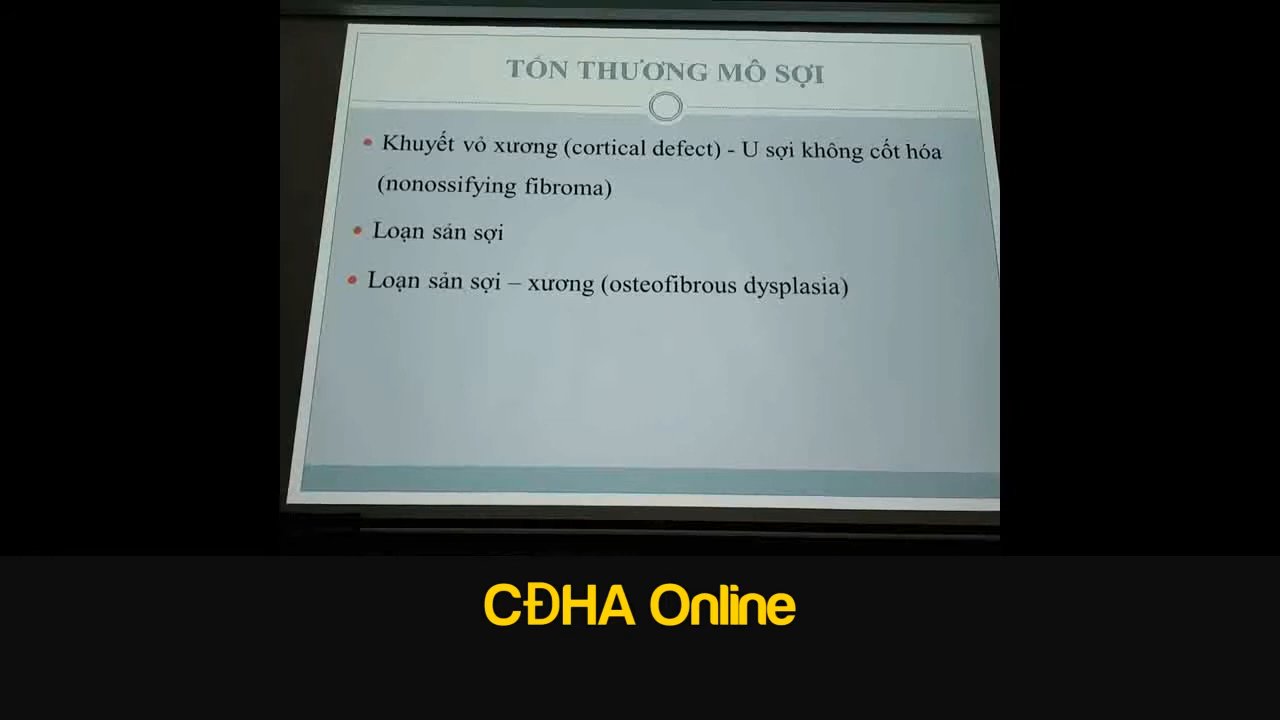 TỔN THƯƠNG MÔ SỢI
Khuyết vỏ xương (cortical defect) - U sợi không cốt hóa
(nonossifying fibroma)
Loạn sản sợi
Loạn sản sợi – xương (osteofibrous dysplasia)
CĐHA Online